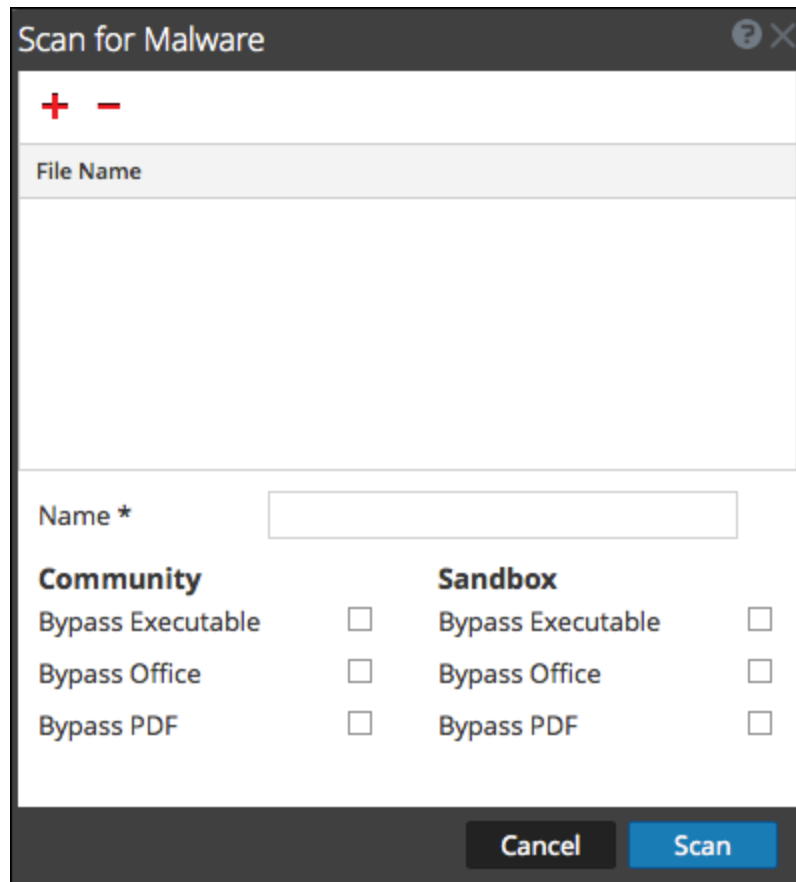 Scan for Malware
File Name
Name *
Community Sandbox
Bypass Executable Bypass Executable
Bypass Office Bypass Office
Bypass PDF Bypass PDF
Cancel Scan